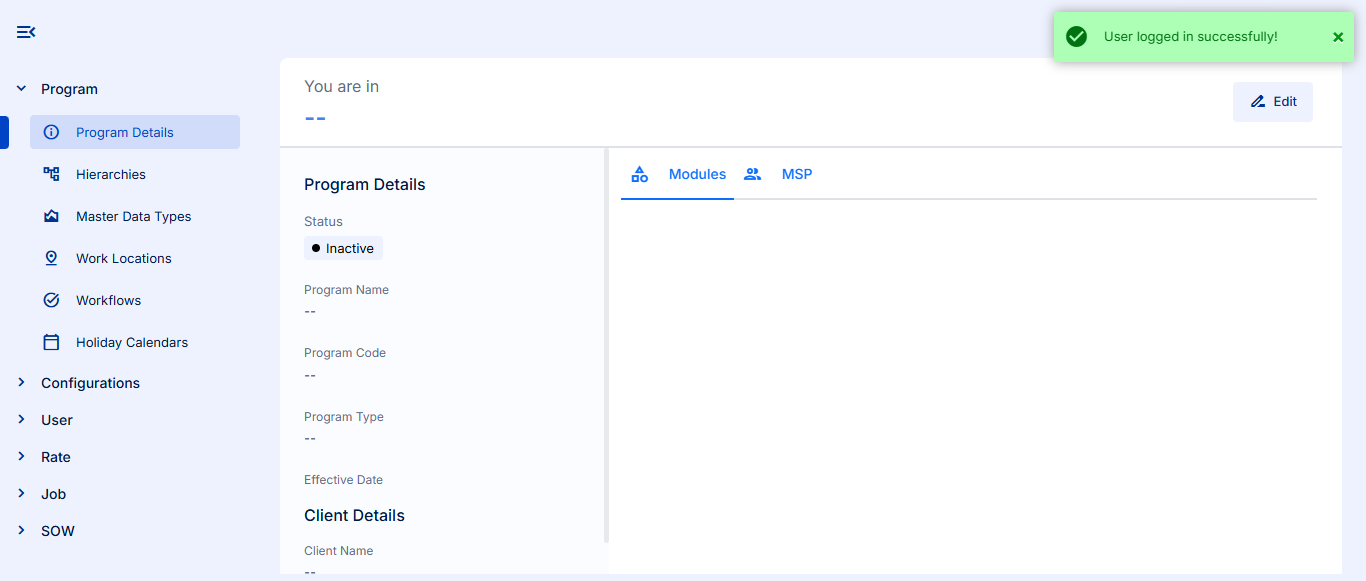 User logged in successfully!
You are in
--
Edit
Program
Program Details
Hierarchies
Master Data Types
Work Locations
Workflows
Holiday Calendars
Configurations
User
Rate
Job
SOW
Program Details
Status
Inactive
Program Name
--
Program Code
--
Program Type
--
Effective Date
Client Details
Client Name
--
Modules
MSP